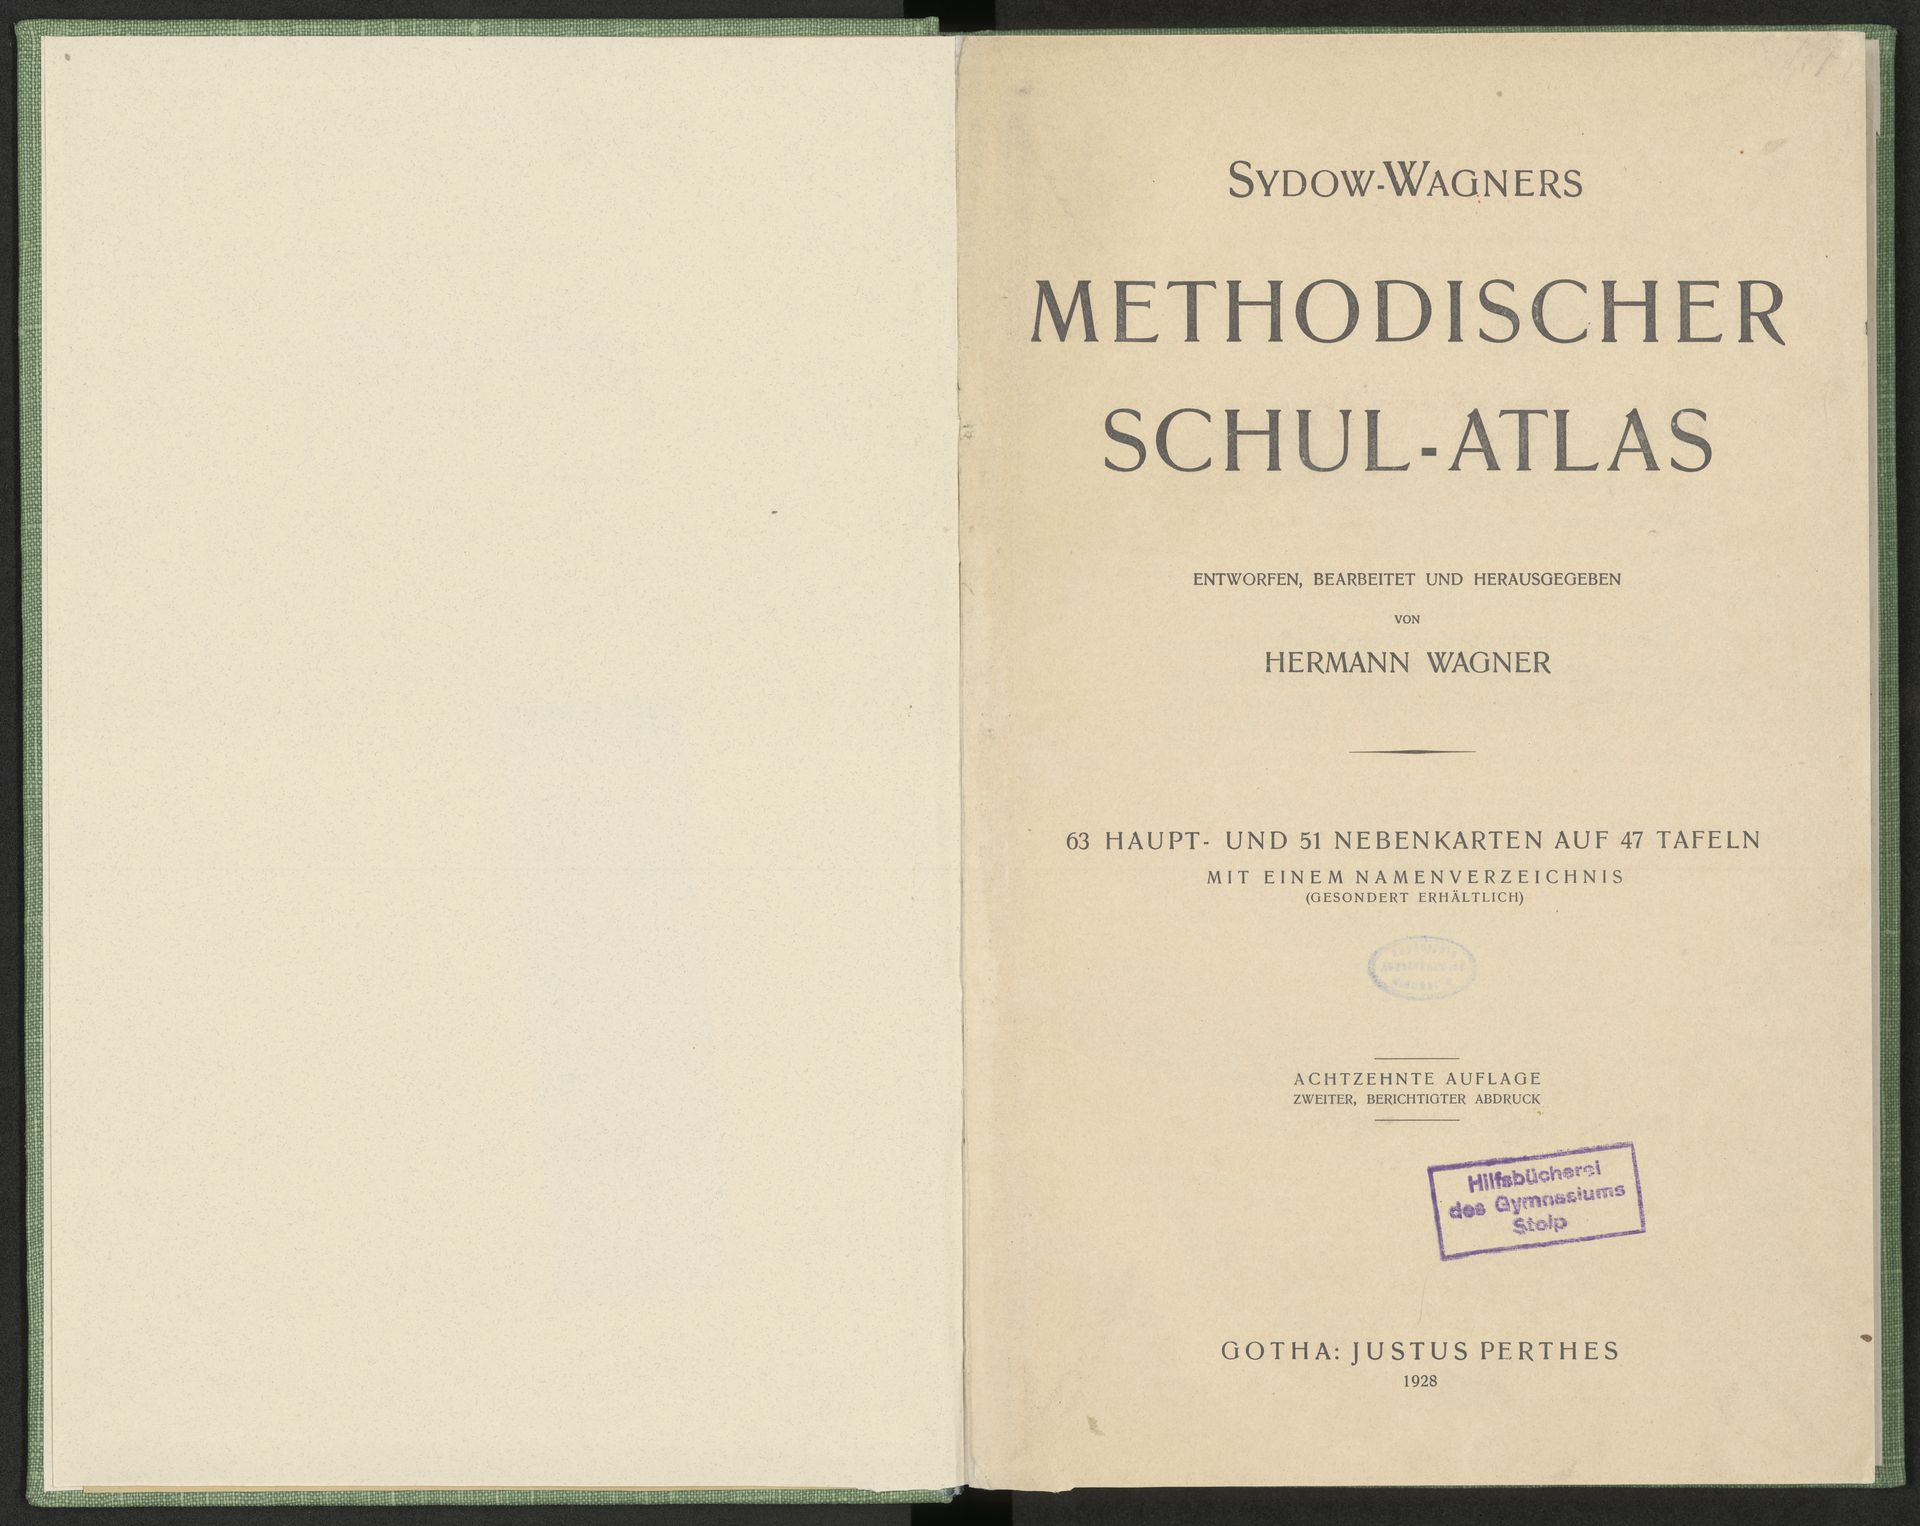 SYDOW-WAGNERS
METHODISCHER
SCHUL-ATLAS
ENTWORFEN, BEARBEITET UND HERAUSGEGEBEN
VON
HERMANN WAGNER
63 HAUPT- UND 51 NEBENKARTEN AUF 47 TAFELN
MIT EINEM NAMENVERZEICHNIS
(GESONDERT ERHÄLTLICH)
ACHTZEHNTE AUFLAGE
ZWEITER, BERICHTIGTER ABDRUCK
Hilfsbücherei
des Gymnasiums
Stolp
GOTHA: JUSTUS PERTHES
1928